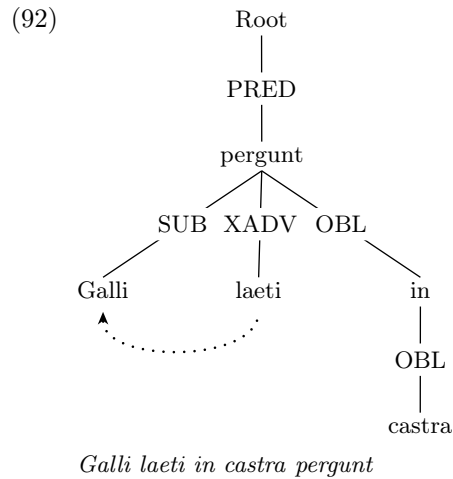 (92) Root
PRED
pergunt
SUB XADV OBL
Galli laeti in
OBL
castra
Galli laeti in castra pergunt